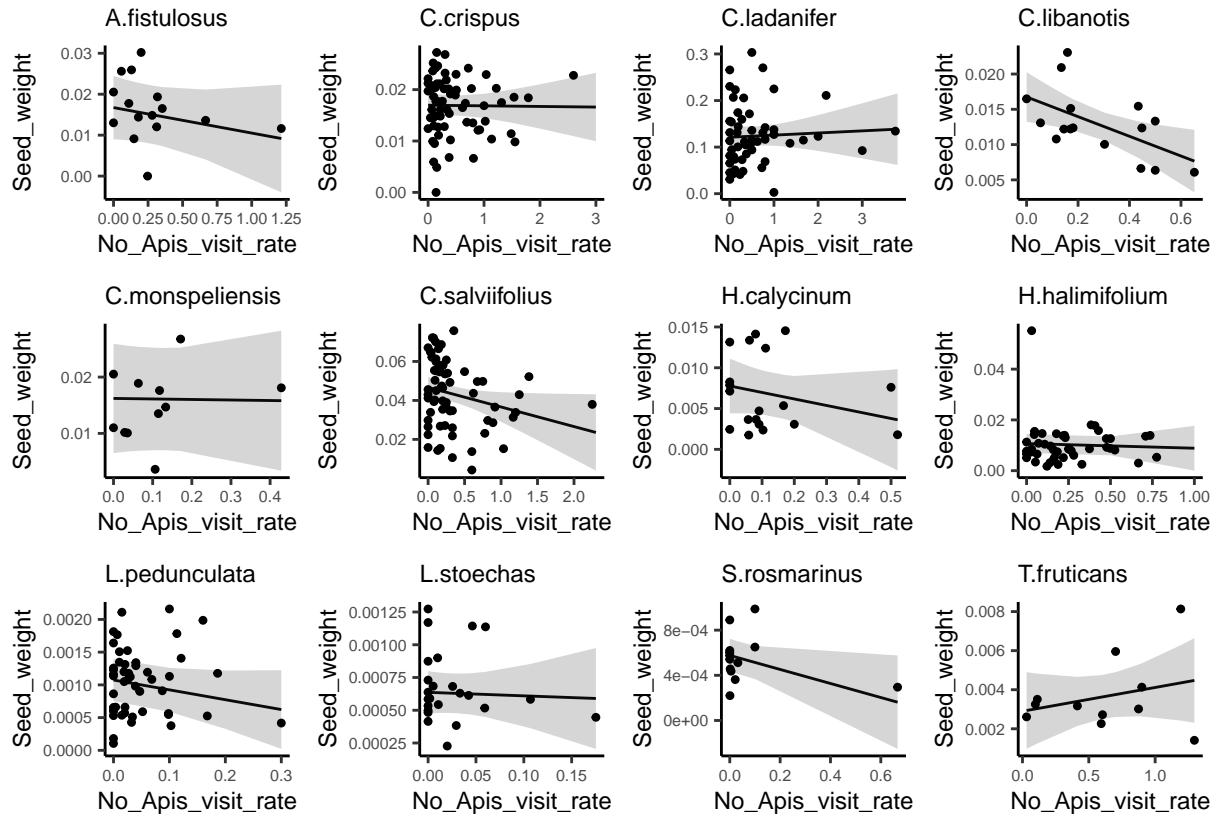 A.fistulosus
Seed_weight
0.03
0.02
0.01
0.00
0.00 0.25 0.50 0.75 1.00 1.25
No_Apis_visit_rate
C.crispus
Seed_weight
0.02
0.01
0.00
0 1 2 3
No_Apis_visit_rate
C.ladanifer
Seed_weight
0.3
0.2
0.1
0.0
0 1 2 3
No_Apis_visit_rate
C.libanotis
Seed_weight
0.020
0.015
0.010
0.005
0.0 0.2 0.4 0.6
No_Apis_visit_rate
C.monspeliensis
Seed_weight
0.02
0.01
0.0 0.1 0.2 0.3 0.4
No_Apis_visit_rate
C.salviifolius
Seed_weight
0.06
0.04
0.02
0.0 0.5 1.0 1.5 2.0
No_Apis_visit_rate
H.calycinum
Seed_weight
0.015
0.010
0.005
0.000
0.0 0.1 0.2 0.3 0.4 0.5
No_Apis_visit_rate
H.halimifolium
Seed_weight
0.04
0.02
0.00
0.00 0.25 0.50 0.75 1.00
No_Apis_visit_rate
L.pedunculata
Seed_weight
0.0020
0.0015
0.0010
0.0005
0.0000
0.0 0.1 0.2 0.3
No_Apis_visit_rate
L.stoechas
Seed_weight
0.00125
0.00100
0.00075
0.00050
0.00025
0.00 0.05 0.10 0.15
No_Apis_visit_rate
S.rosmarinus
Seed_weight
8e−04
4e−04
0e+00
0.0 0.2 0.4 0.6
No_Apis_visit_rate
T.fruticans
Seed_weight
0.008
0.006
0.004
0.002
0.0 0.5 1.0
No_Apis_visit_rate